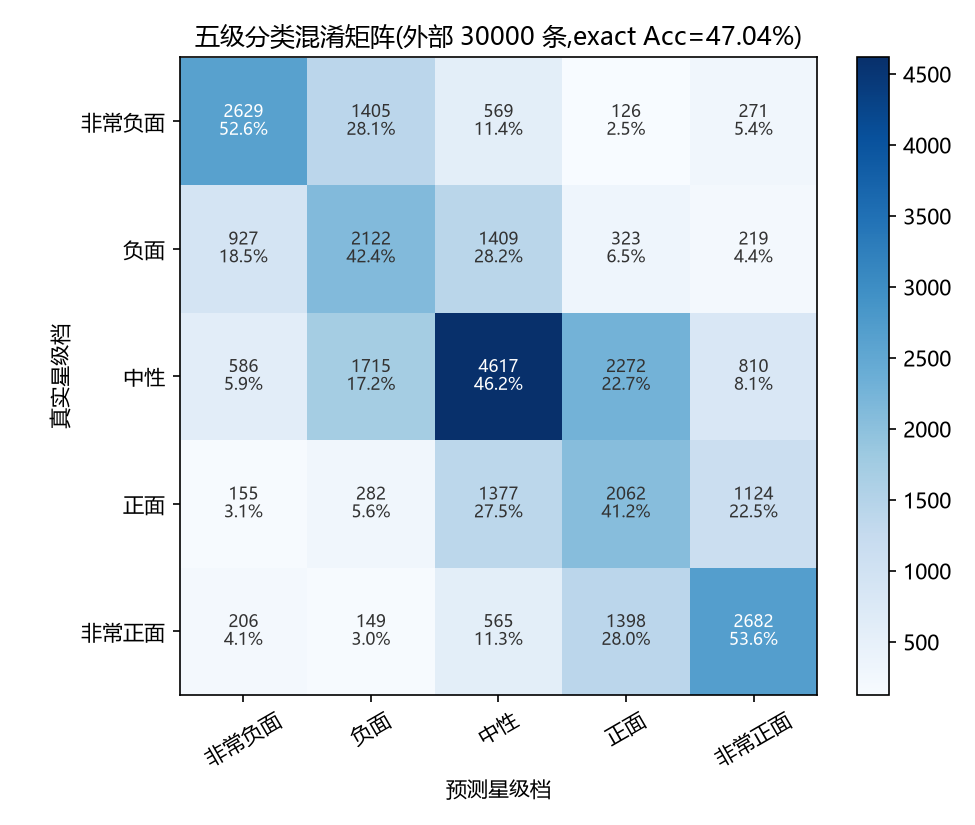 五级分类混淆矩阵(外部 30000 条,exact Acc=47.04%)
真实星级档
非常负面
2629 1405 569 126 271
52.6% 28.1% 11.4% 2.5% 5.4%
负面
927 2122 1409 323 219
18.5% 42.4% 28.2% 6.5% 4.4%
中性
586 1715 4617 2272 810
5.9% 17.2% 46.2% 22.7% 8.1%
正面
155 282 1377 2062 1124
3.1% 5.6% 27.5% 41.2% 22.5%
非常正面
206 149 565 1398 2682
4.1% 3.0% 11.3% 28.0% 53.6%
非常负面 负面 中性 正面 非常正面
预测星级档
4500
4000
3500
3000
2500
2000
1500
1000
500